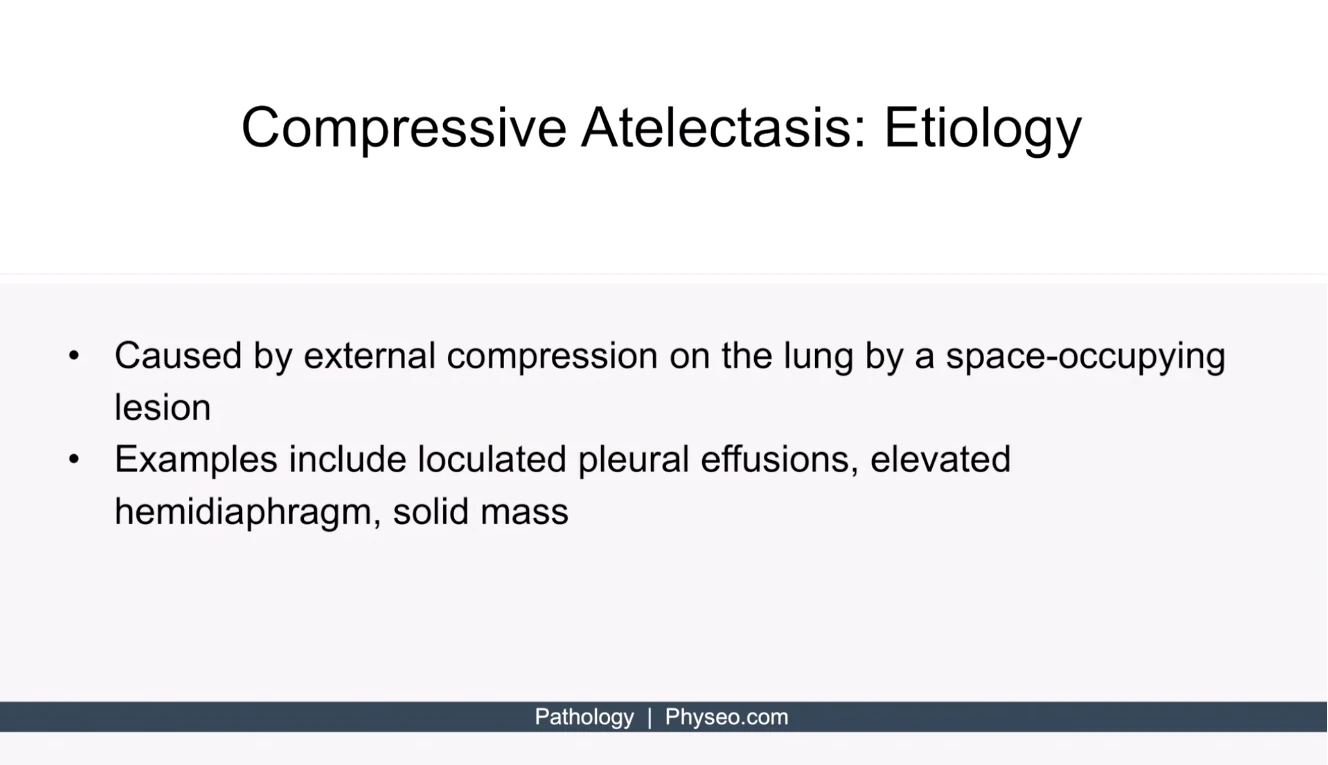 Compressive Atelectasis: Etiology
• Caused by external compression on the lung by a space-occupying
lesion
• Examples include loculated pleural effusions, elevated
hemidiaphragm, solid mass
Pathology | Physeo.com